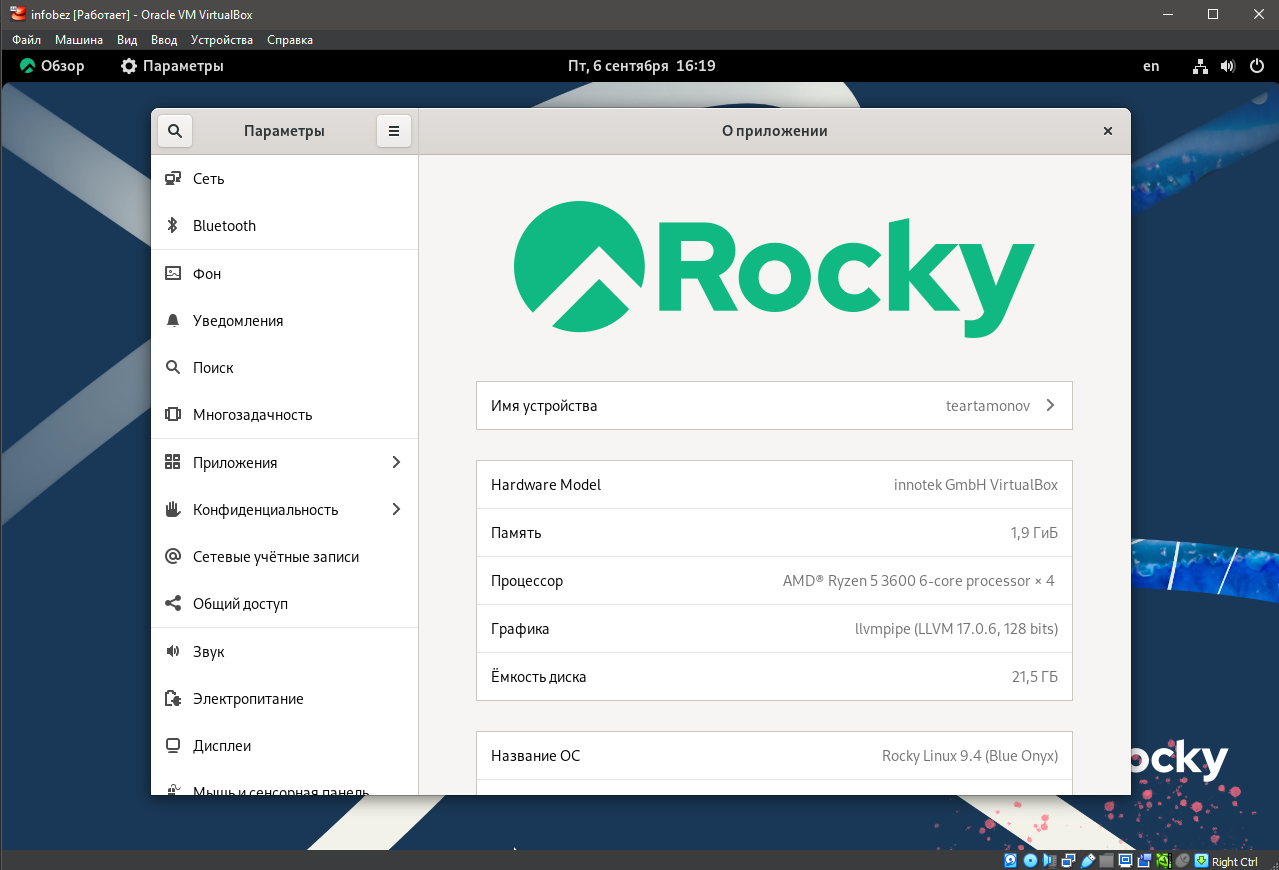 infobez [Работает] - Oracle VM VirtualBox
Файл Машина Вид Ввод Устройства Справка
Обзор Параметры Пт, 6 сентября 16:19 en
Параметры
О приложении
Сеть
Bluetooth
Фон
Уведомления
Поиск
Многозадачность
Приложения
Конфиденциальность
Сетевые учётные записи
Общий доступ
Звук
Электропитание
Дисплеи
Мышь и сенсорная панель
Rocky
Имя устройства teartamonov
Hardware Model innotek GmbH VirtualBox
Память 1,9 ГиБ
Процессор AMD® Ryzen 5 3600 6-core processor × 4
Графика llvmpipe (LLVM 17.0.6, 128 bits)
Ёмкость диска 21,5 ГБ
Название ОС Rocky Linux 9.4 (Blue Onyx)
ocky
Right Ctrl